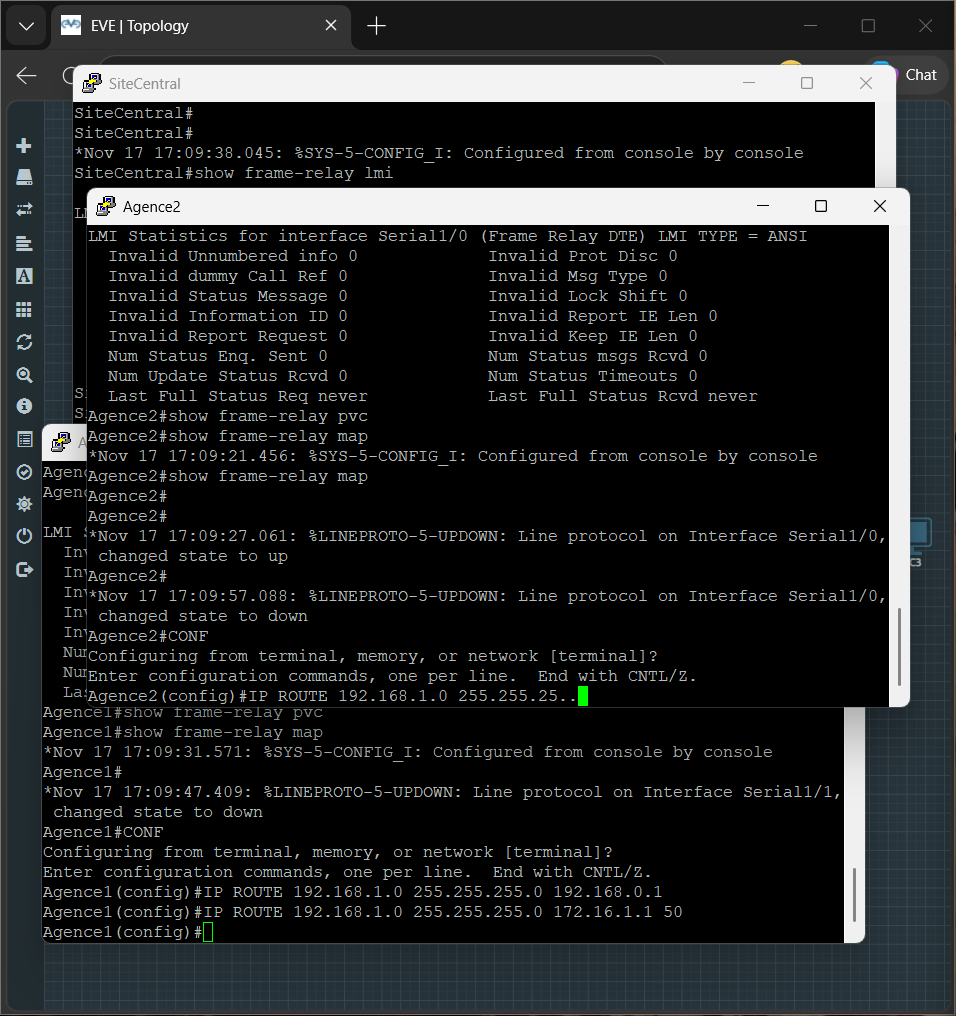 EVE | Topology
Chat
SiteCentral
SiteCentral#
SiteCentral#
*Nov 17 17:09:38.045: %SYS-5-CONFIG_I: Configured from console by console
SiteCentral#show frame-relay lmi
Agence2
LMI Statistics for interface Serial1/0 (Frame Relay DTE) LMI TYPE = ANSI
Invalid Unnumbered info 0 Invalid Prot Disc 0
Invalid dummy Call Ref 0 Invalid Msg Type 0
Invalid Status Message 0 Invalid Lock Shift 0
Invalid Information ID 0 Invalid Report IE Len 0
Invalid Report Request 0 Invalid Keep IE Len 0
Num Status Enq. Sent 0 Num Status msgs Rcvd 0
Num Update Status Rcvd 0 Num Status Timeouts 0
Last Full Status Req never Last Full Status Rcvd never
Agence2#show frame-relay pvc
Agence2#show frame-relay map
*Nov 17 17:09:21.456: %SYS-5-CONFIG_I: Configured from console by console
Agence2#show frame-relay map
Agence2#
Agence2#
*Nov 17 17:09:27.061: %LINEPROTO-5-UPDOWN: Line protocol on Interface Serial1/0,
changed state to up
Agence2#
*Nov 17 17:09:57.088: %LINEPROTO-5-UPDOWN: Line protocol on Interface Serial1/0,
changed state to down
Agence2#CONF
Configuring from terminal, memory, or network [terminal]?
Enter configuration commands, one per line.  End with CNTL/Z.
Agence2(config)#IP ROUTE 192.168.1.0 255.255.25..
LMI
Agence1#show frame-relay pvc
Agence1#show frame-relay map
*Nov 17 17:09:31.571: %SYS-5-CONFIG_I: Configured from console by console
Agence1#
*Nov 17 17:09:47.409: %LINEPROTO-5-UPDOWN: Line protocol on Interface Serial1/1,
changed state to down
Agence1#CONF
Configuring from terminal, memory, or network [terminal]?
Enter configuration commands, one per line.  End with CNTL/Z.
Agence1(config)#IP ROUTE 192.168.1.0 255.255.255.0 192.168.0.1
Agence1(config)#IP ROUTE 192.168.1.0 255.255.255.0 172.16.1.1 50
Agence1(config)#